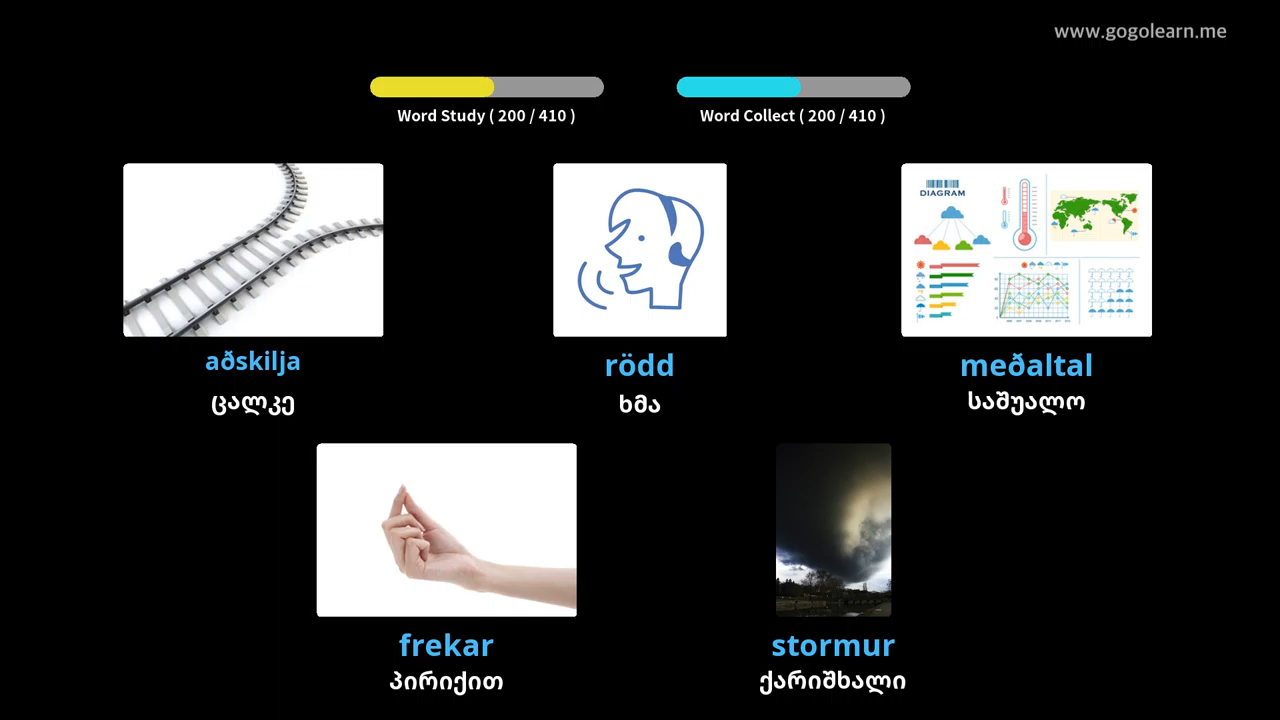 www.gogolearn.me
Word Study ( 200 / 410 )
Word Collect ( 200 / 410 )
DIAGRAM
aðskilja
ცალკე
rödd
ხმა
meðaltal
საშუალო
frekar
პირიქით
stormur
ქარიშხალი